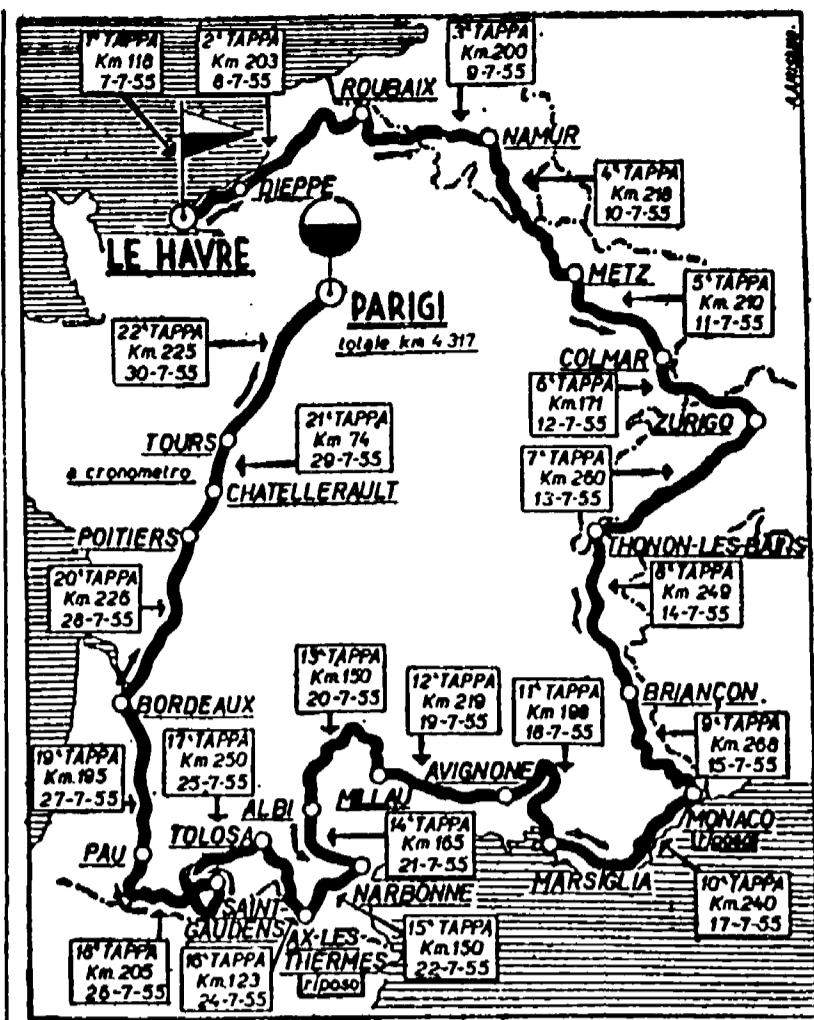 1ª TAPPA
Km 118
7-7-55
2ª TAPPA
Km 203
8-7-55
3ª TAPPA
Km 200
9-7-55
ROUBAIX
NAMUR
DIEPPE
4ª TAPPA
Km 218
10-7-55
LE HAVRE
METZ
PARIGI
totale km 4 317
5ª TAPPA
Km. 210
11-7-55
22ª TAPPA
Km. 225
30-7-55
COLMAR
6ª TAPPA
Km. 171
12-7-55
ZURIGO
21ª TAPPA
Km 74
29-7-55
TOURS
a cronometro
CHATELLERAULT
7ª TAPPA
Km 260
13-7-55
POITIERS
THONON-LES-BAINS
20ª TAPPA
Km 226
28-7-55
8ª TAPPA
Km 249
14-7-55
13ª TAPPA
Km 150
20-7-55
12ª TAPPA
Km 219
19-7-55
11ª TAPPA
Km 198
18-7-55
BRIANÇON
BORDEAUX
9ª TAPPA
Km 268
15-7-55
17ª TAPPA
Km 250
25-7-55
19ª TAPPA
Km. 195
27-7-55
AVIGNONE
MILLAU
ALBI
MONACO
riposo
TOLOSA
14ª TAPPA
Km 165
21-7-55
PAU
MARSIGLIA
NARBONNE
10ª TAPPA
Km. 240
17-7-55
SAINT
GAUDENS
AX-LES-
THERMES
riposo
15ª TAPPA
Km 150
22-7-55
18ª TAPPA
Km. 205
26-7-55
16ª TAPPA
Km. 123
24-7-55